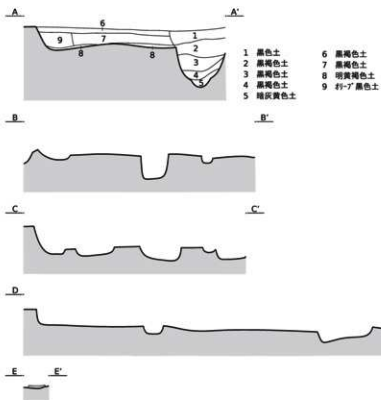 A A'
6
9 7 1
8 8 2
3
4
5
1 黒色土
2 黒褐色土
3 黒褐色土
4 黒褐色土
5 暗灰黄色土
6 黒褐色土
7 黒褐色土
8 明黄褐色土
9 ｵﾘｰﾌﾞ黒色土
B B'
C C'
D
E E'